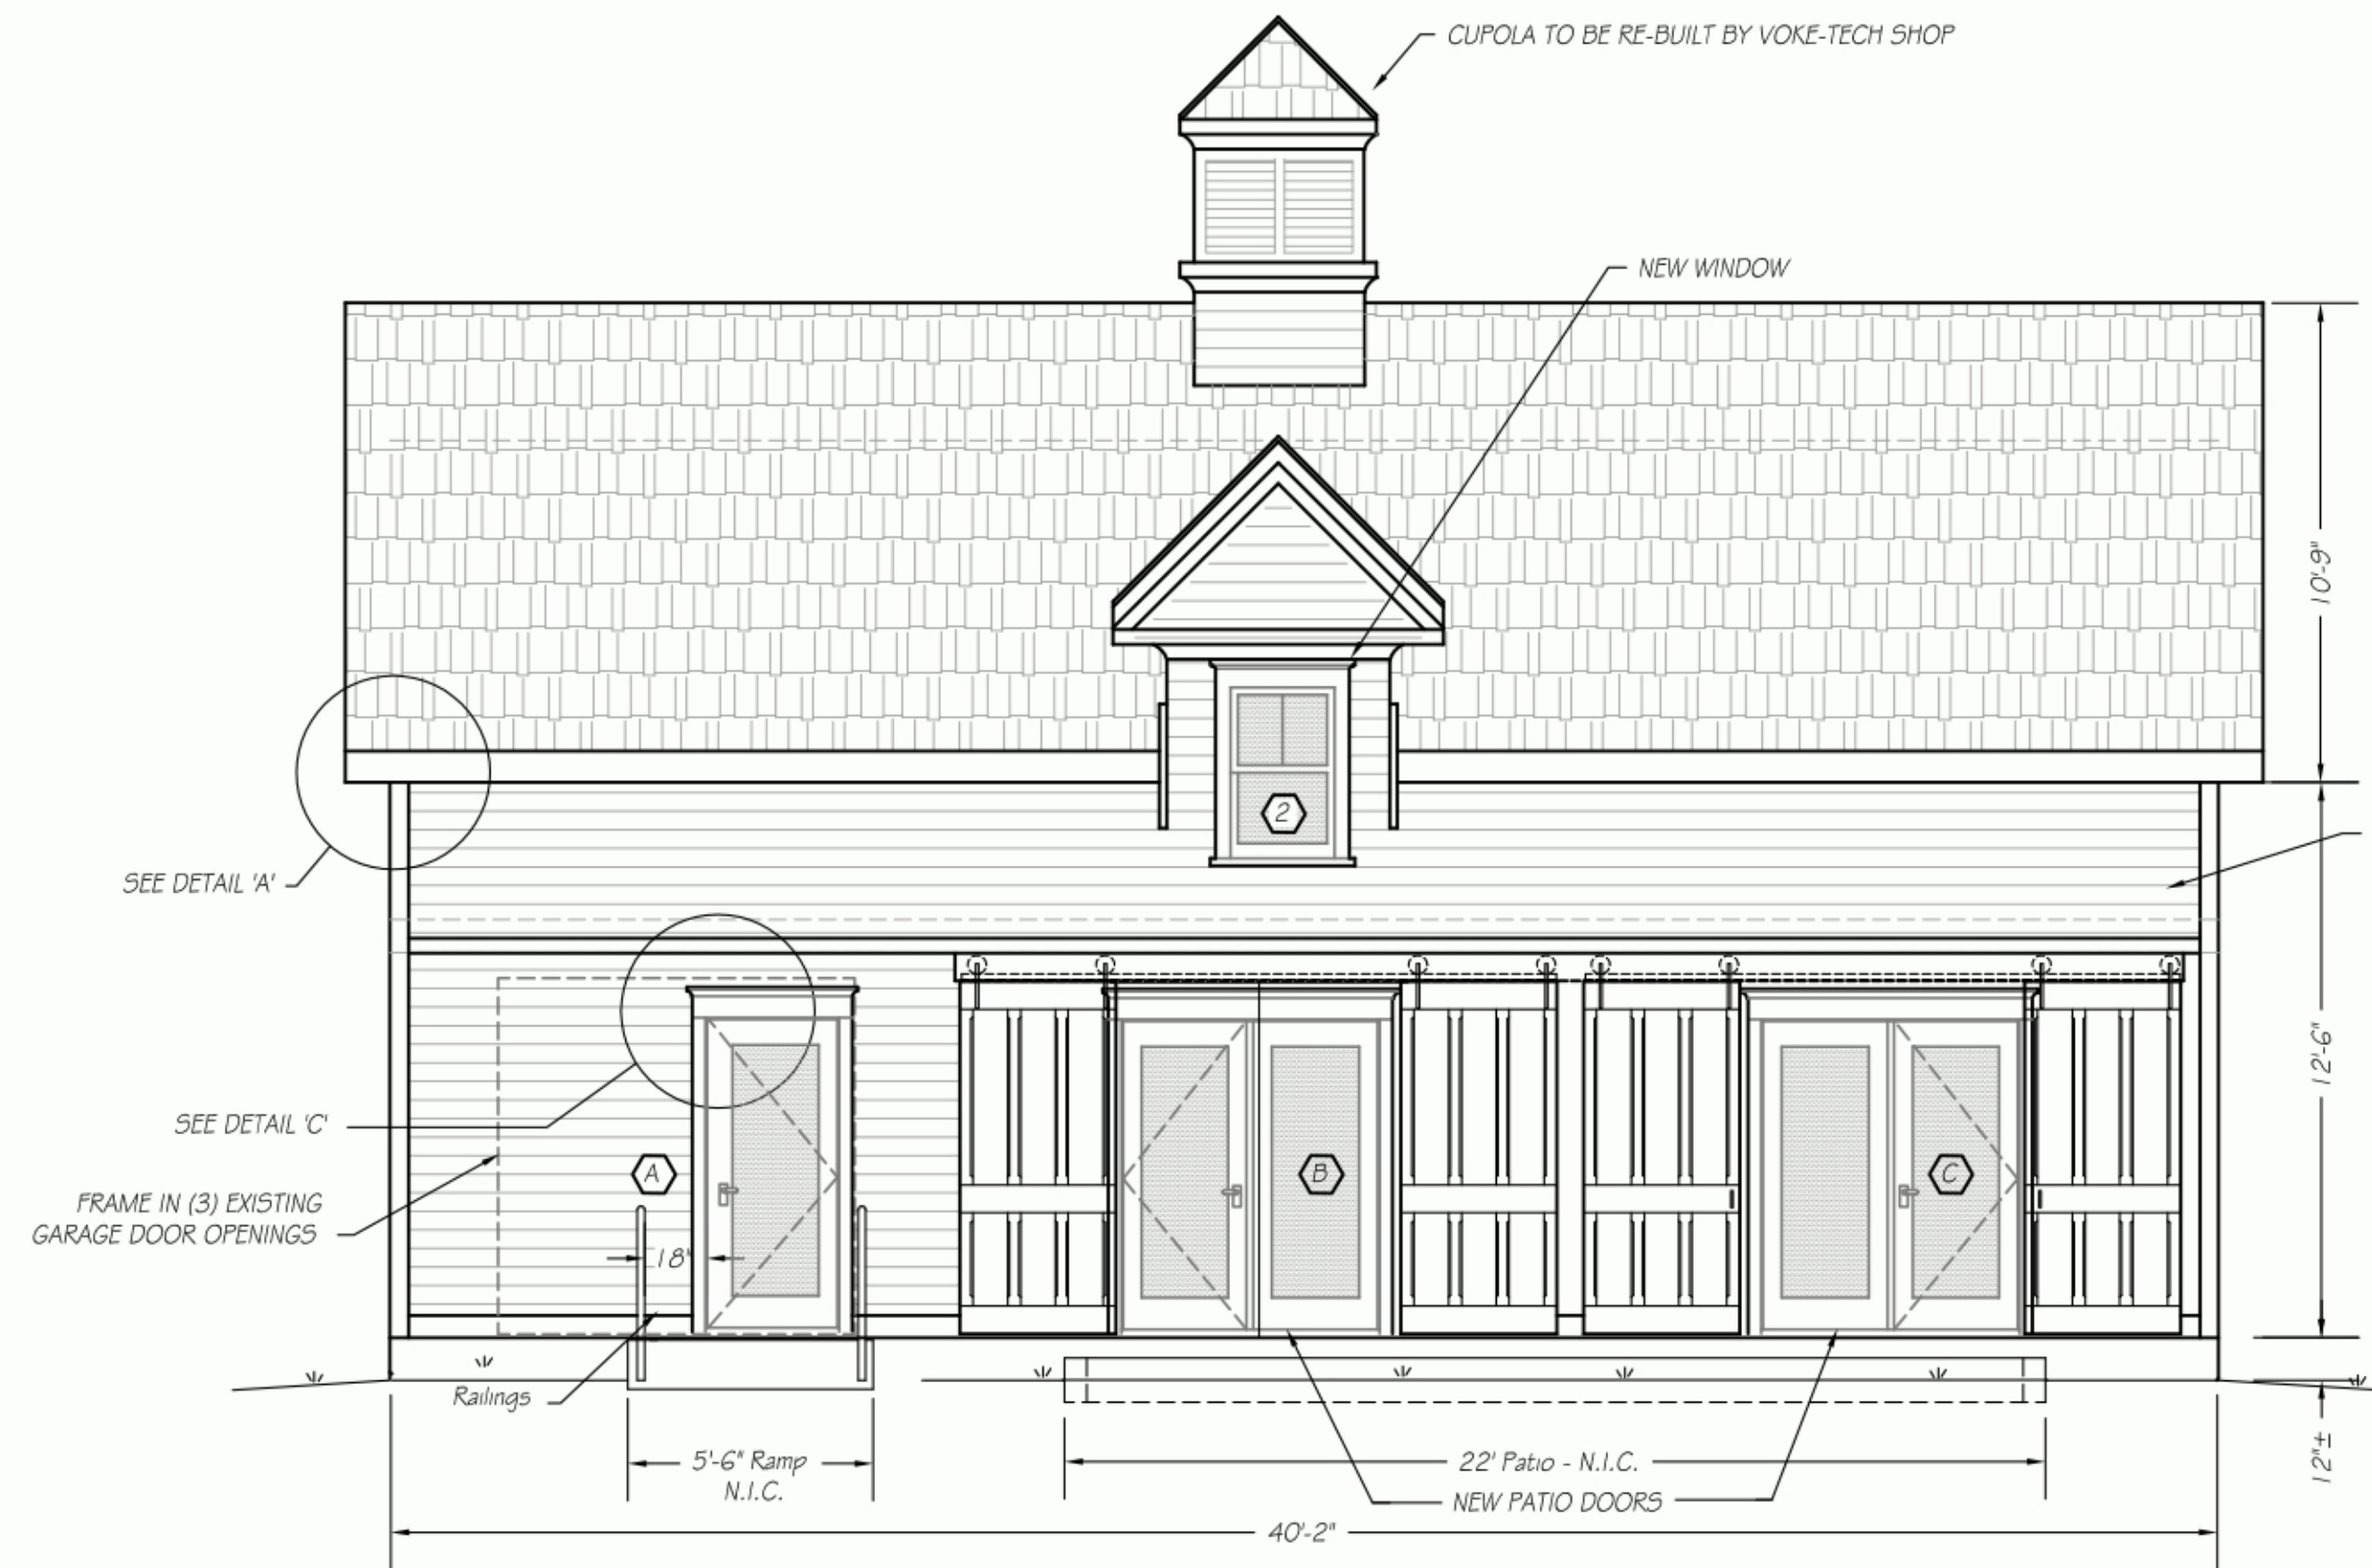 CUPOLA TO BE RE-BUILT BY VOKE-TECH SHOP
NEW WINDOW
10'-9"
2
SEE DETAIL 'A'
12'-6"
SEE DETAIL 'C'
A
B
C
FRAME IN (3) EXISTING
GARAGE DOOR OPENINGS
18"
Railings
5'-6" Ramp
N.I.C.
22' Patio - N.I.C.
12"±
NEW PATIO DOORS
40'-2"